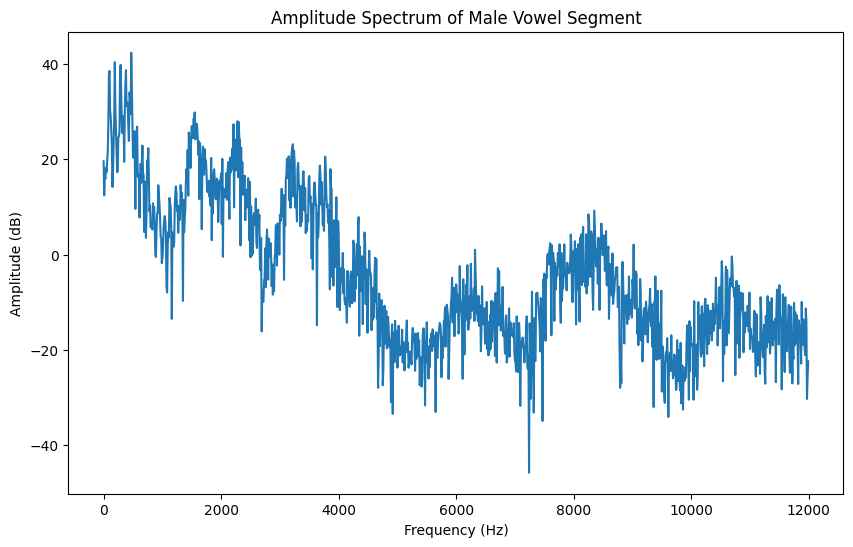 Amplitude Spectrum of Male Vowel Segment
40
20
0
−20
−40
Amplitude (dB)
0 2000 4000 6000 8000 10000 12000
Frequency (Hz)